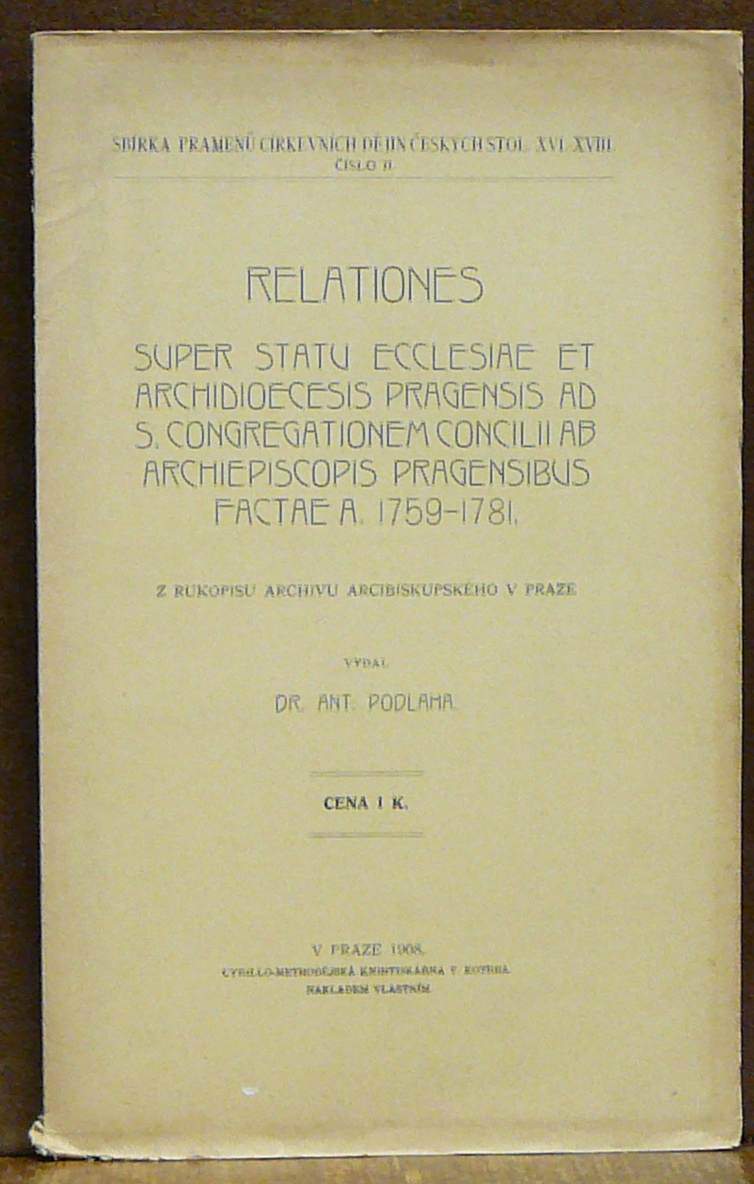 SBÍRKA PRAMENŮ CÍRKEVNÍCH DĚJIN ČESKÝCH STOL. XVI.-XVIII.
ČÍSLO II.
RELATIONES
SUPER STATU ECCLESIAE ET
ARCHIDIOECESIS PRAGENSIS AD
S. CONGREGATIONEM CONCILII AB
ARCHIEPISCOPIS PRAGENSIBUS
FACTAE A. 1759-1781.
Z RUKOPISU ARCHIVU ARCIBISKUPSKÉHO V PRAZE
VYDAL
DR. ANT. PODLAHA.
CENA 1 K.
V PRAZE 1908.
CYRILLO-METHODĚJSKÁ KNIHTISKÁRNA V. KOTRBA.
NÁKLADEM VLASTNÍM.